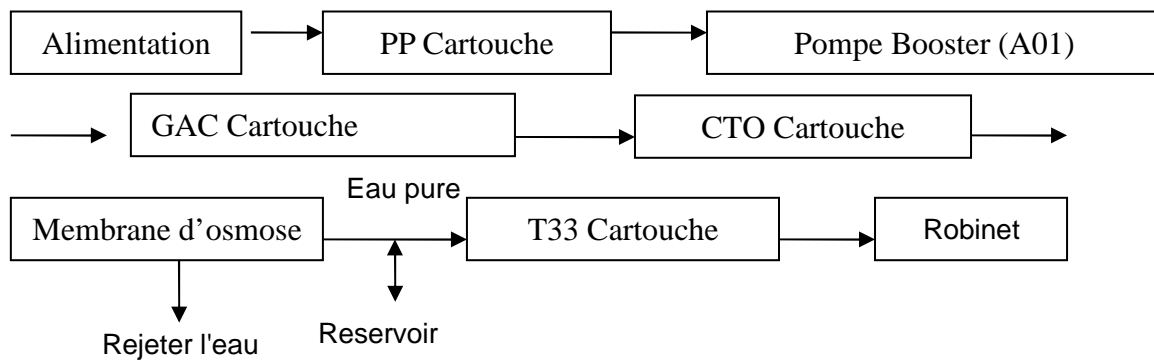 Alimentation PP Cartouche Pompe Booster (A01)
GAC Cartouche CTO Cartouche
Eau pure
Membrane d’osmose T33 Cartouche Robinet
Rejeter l'eau Reservoir